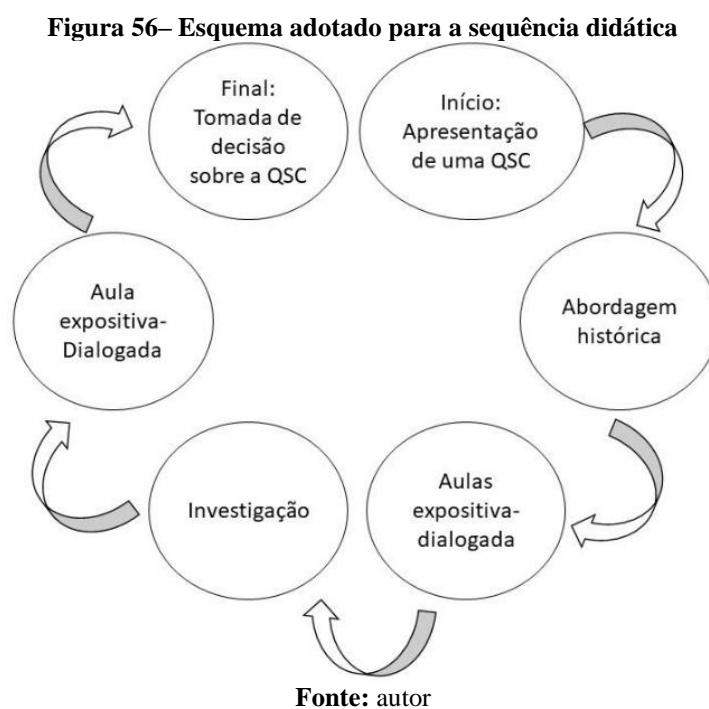 Figura 56– Esquema adotado para a sequência didática
Início:
Apresentação
de uma QSC
Abordagem
histórica
Aulas
expositiva-
dialogada
Investigação
Aula
expositiva-
Dialogada
Final:
Tomada de
decisão
sobre a QSC
Fonte: autor